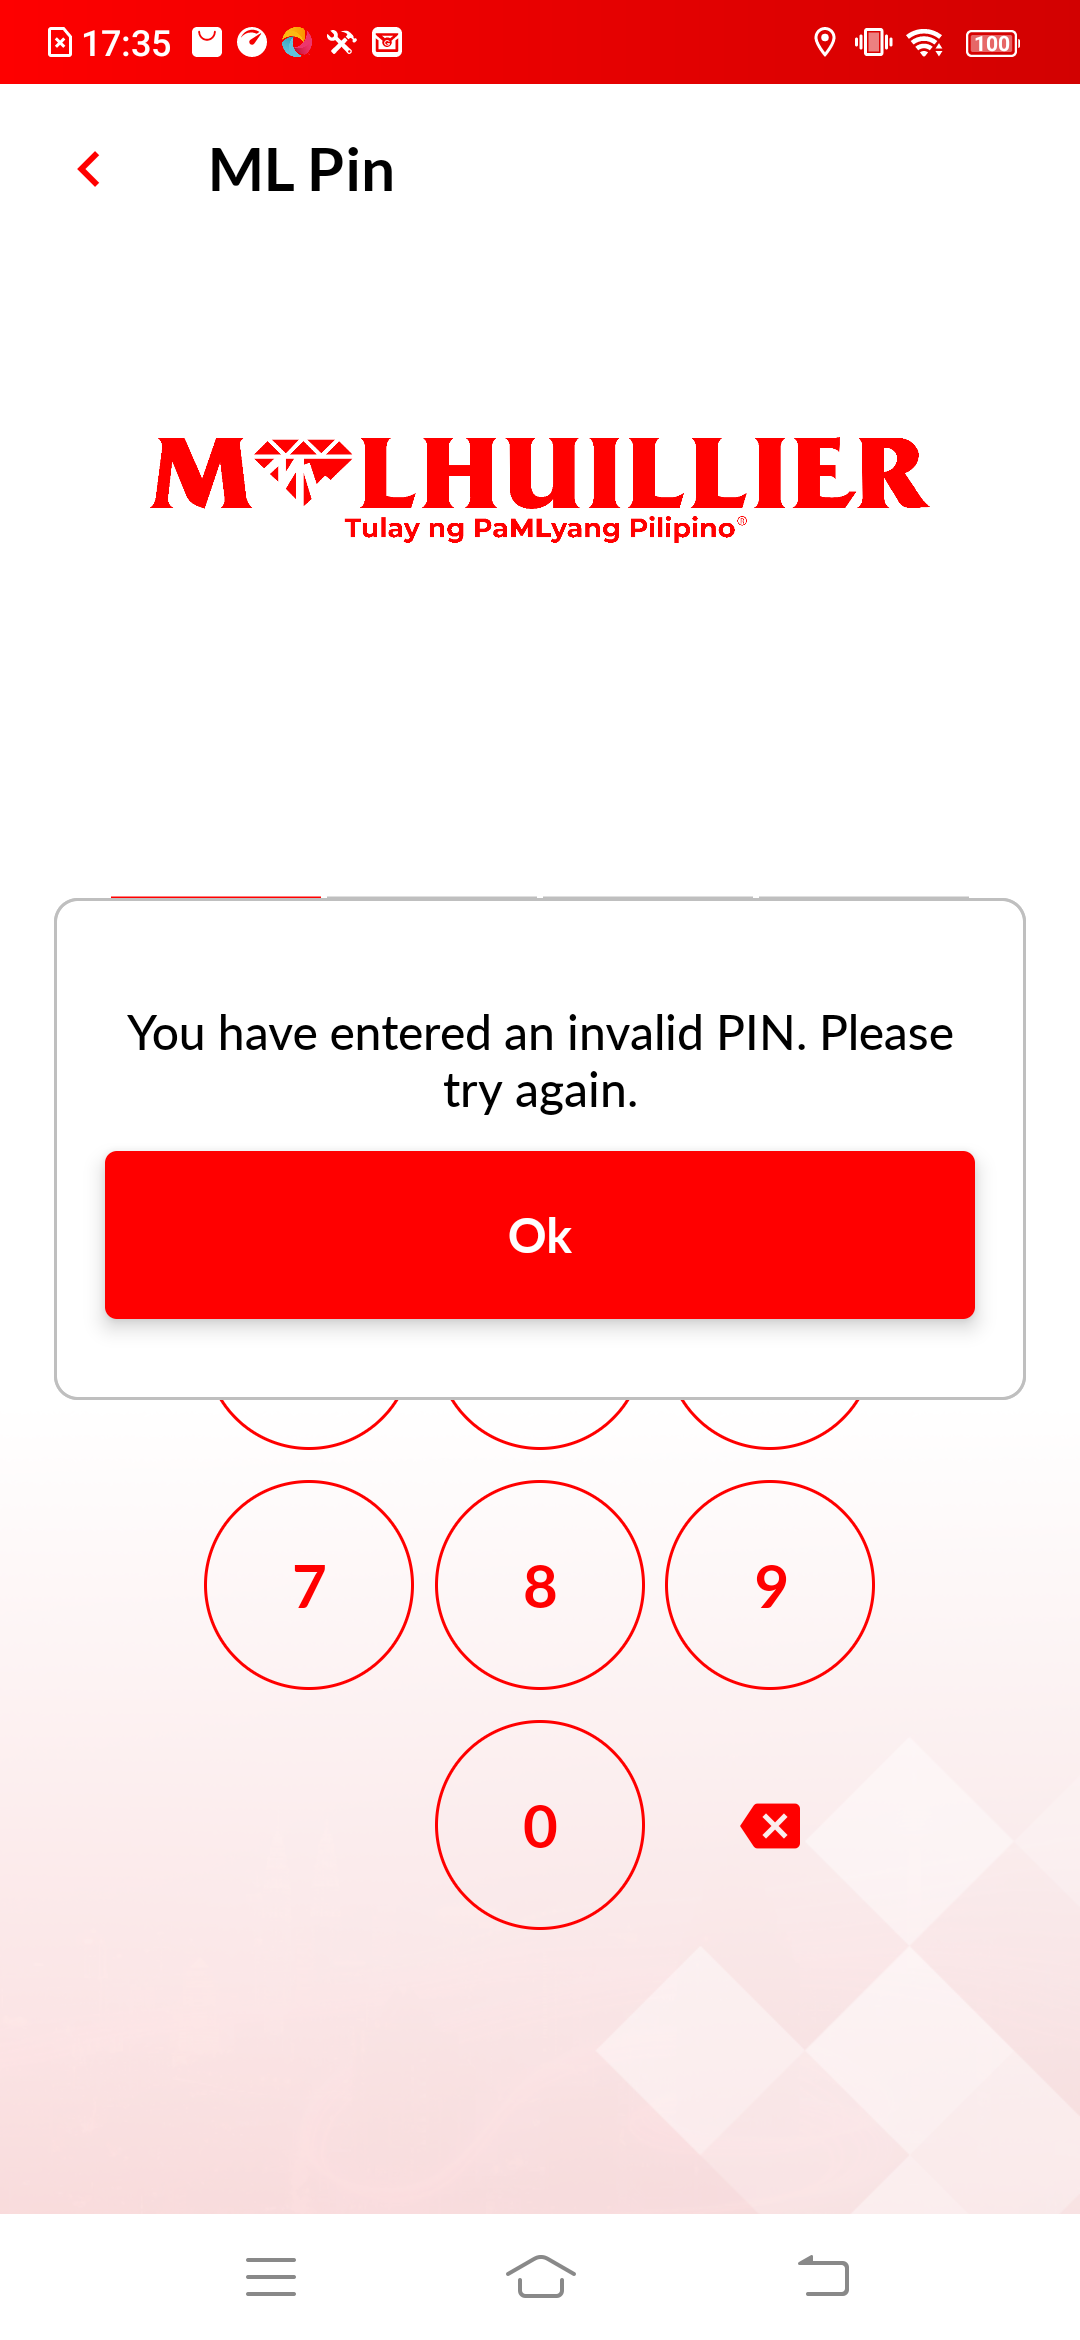 17:35
100
ML Pin
M LHUILLIER
Tulay ng PaMLyang Pilipino®
You have entered an invalid PIN. Please
try again.
Ok
7 8 9
0